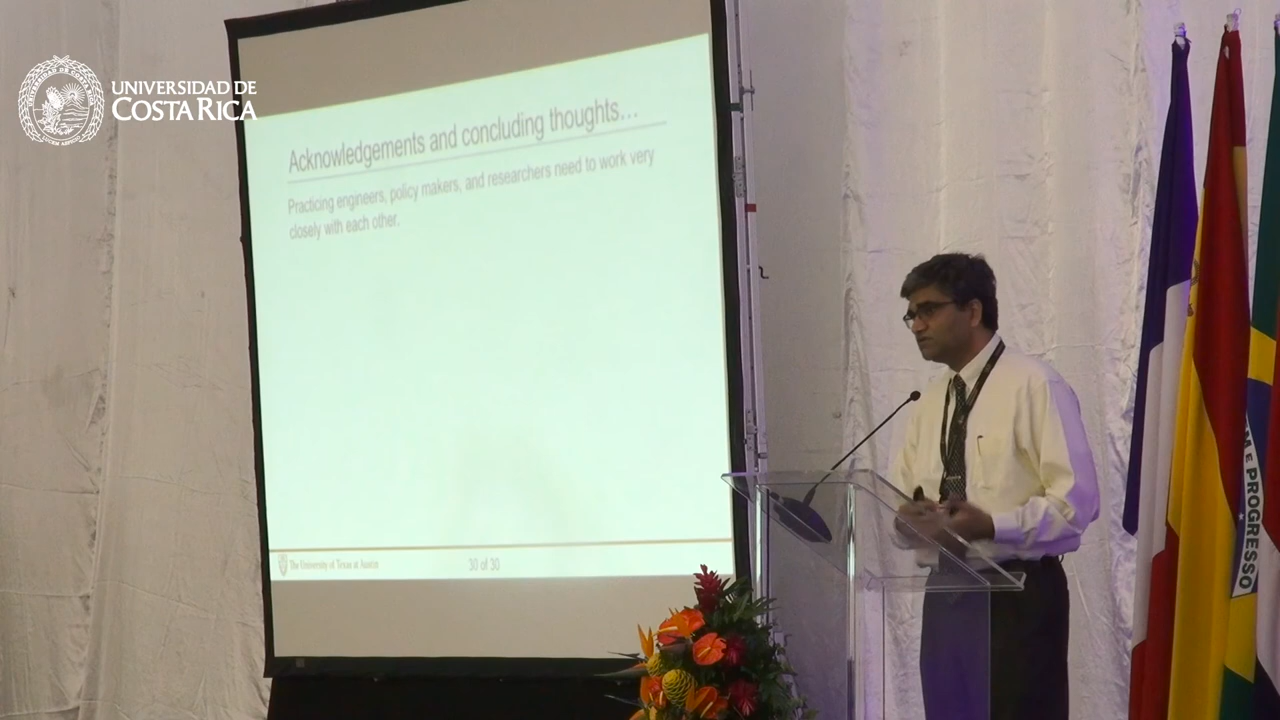 UNIVERSIDAD DE
COSTA RICA
Acknowledgements and concluding thoughts...
Practicing engineers, policy makers, and researchers need to work very
closely with each other.
The University of Texas at Austin
30 of 30
M E PROGRESSO